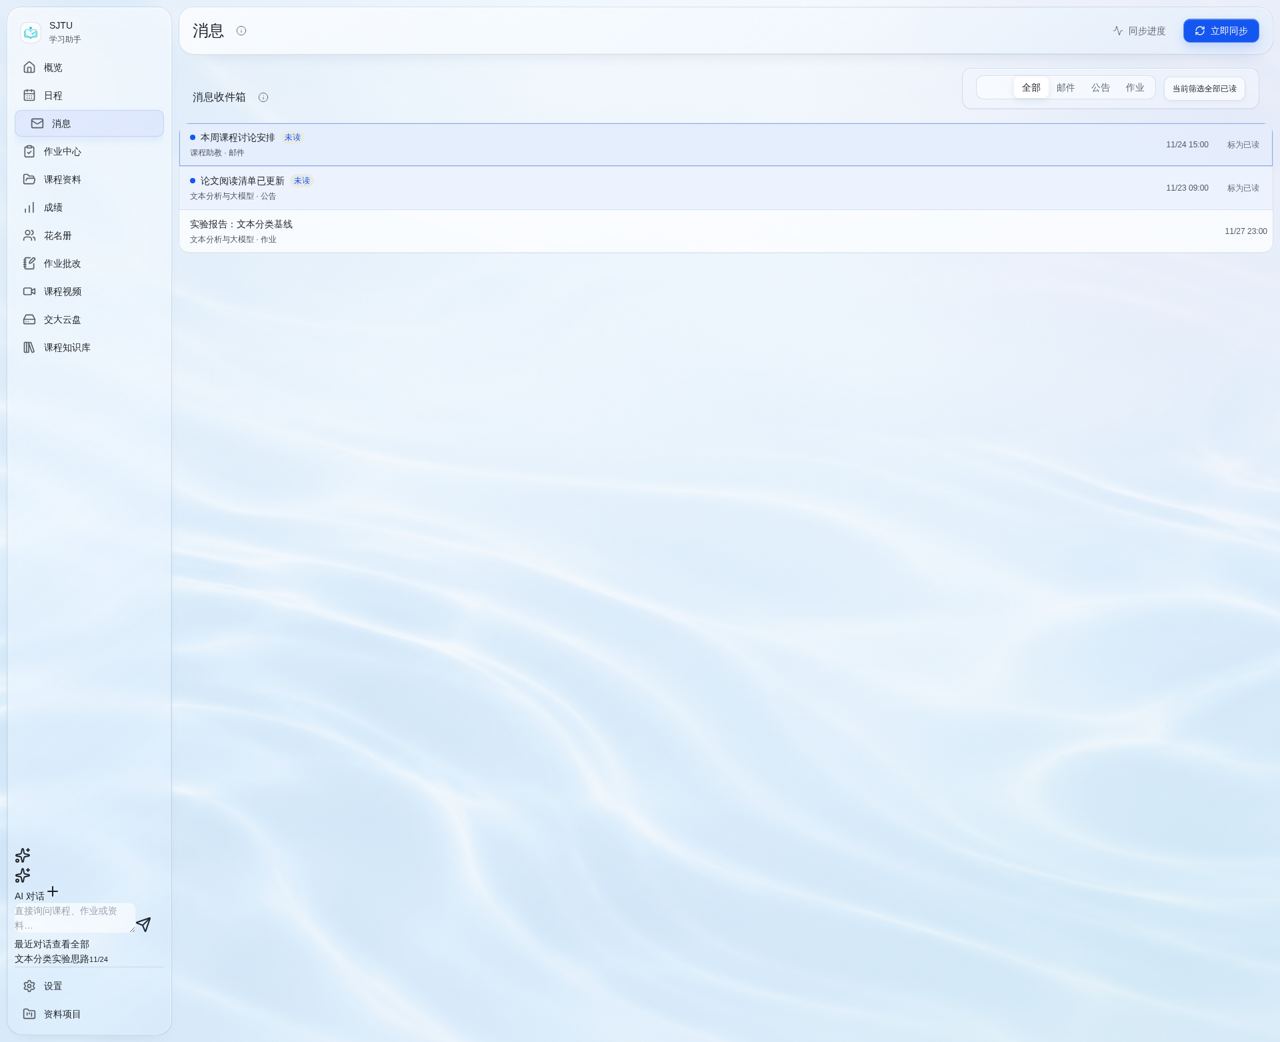 SJTU
学习助手
概览
日程
消息
作业中心
课程资料
成绩
花名册
作业批改
课程视频
交大云盘
课程知识库
AI 对话
直接询问课程、作业或资
料...
最近对话查看全部
文本分类实验思路11/24
设置
资料项目
消息
同步进度
立即同步
消息收件箱
全部 邮件 公告 作业
当前筛选全部已读
本周课程讨论安排 未读
课程助教 · 邮件
11/24 15:00 标为已读
论文阅读清单已更新 未读
文本分析与大模型 · 公告
11/23 09:00 标为已读
实验报告：文本分类基线
文本分析与大模型 · 作业
11/27 23:00